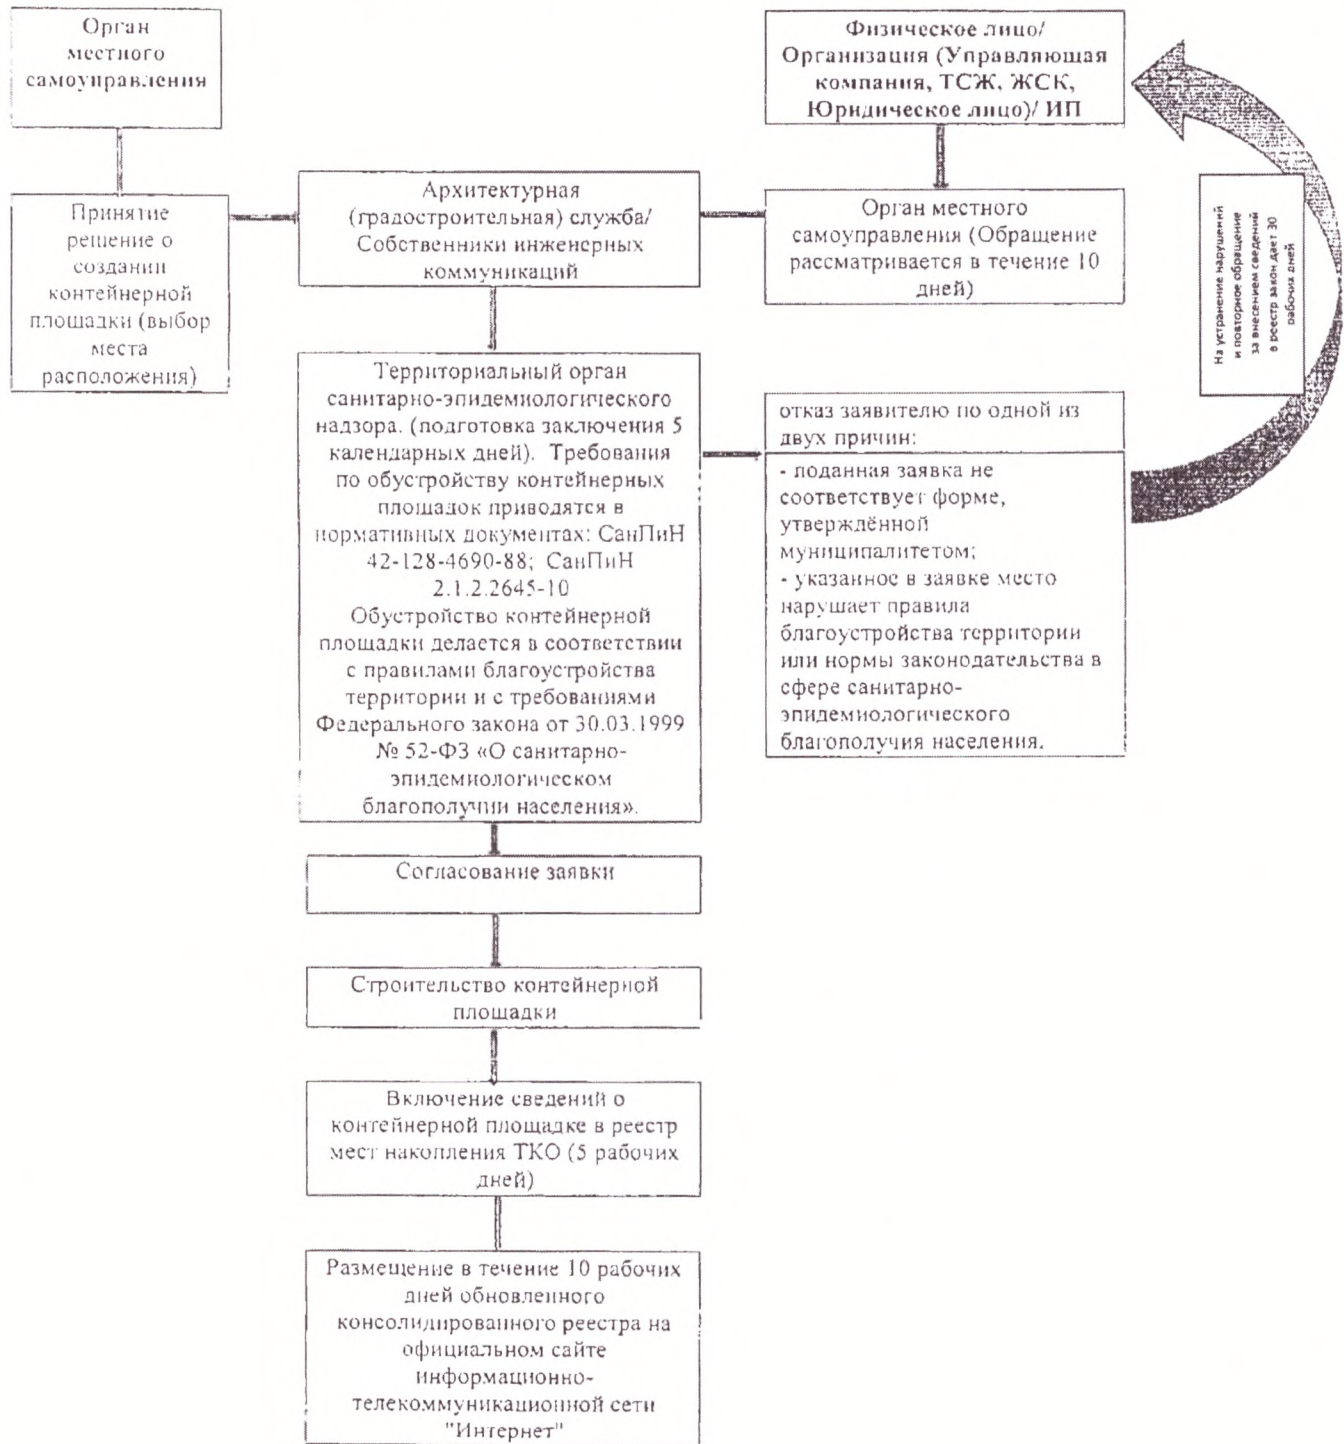 Орган
местного
самоуправления
Физическое лицо/
Организация (Управляющая
компания, ТСЖ, ЖСК,
Юридическое лицо)/ ИП
Принятие
решение о
создании
контейнерной
площадки (выбор
места
расположения)
Архитектурная
(градостроительная) служба/
Собственники инженерных
коммуникаций
Орган местного
самоуправления (Обращение
рассматривается в течение 10
дней)
На устранение нарушений
и повторное обращение
за внесением сведений
в реестр закон дает 30
рабочих дней
Территориальный орган
санитарно-эпидемиологического
надзора. (подготовка заключения 5
календарных дней). Требования
по обустройству контейнерных
площадок приводятся в
нормативных документах: СанПиН
42-128-4690-88; СанПиН
2.1.2.2645-10
Обустройство контейнерной
площадки делается в соответствии
с правилами благоустройства
территории и с требованиями
Федерального закона от 30.03.1999
№ 52-ФЗ «О санитарно-
эпидемиологическом
благополучии населения».
отказ заявителю по одной из
двух причин:
- поданная заявка не
соответствует форме,
утверждённой
муниципалитетом;
- указанное в заявке место
нарушает правила
благоустройства территории
или нормы законодательства в
сфере санитарно-
эпидемиологического
благополучия населения.
Согласование заявки
Строительство контейнерной
площадки
Включение сведений о
контейнерной площадке в реестр
мест накопления ТКО (5 рабочих
дней)
Размещение в течение 10 рабочих
дней обновленного
консолидированного реестра на
официальном сайте
информационно-
телекоммуникационной сети
"Интернет"